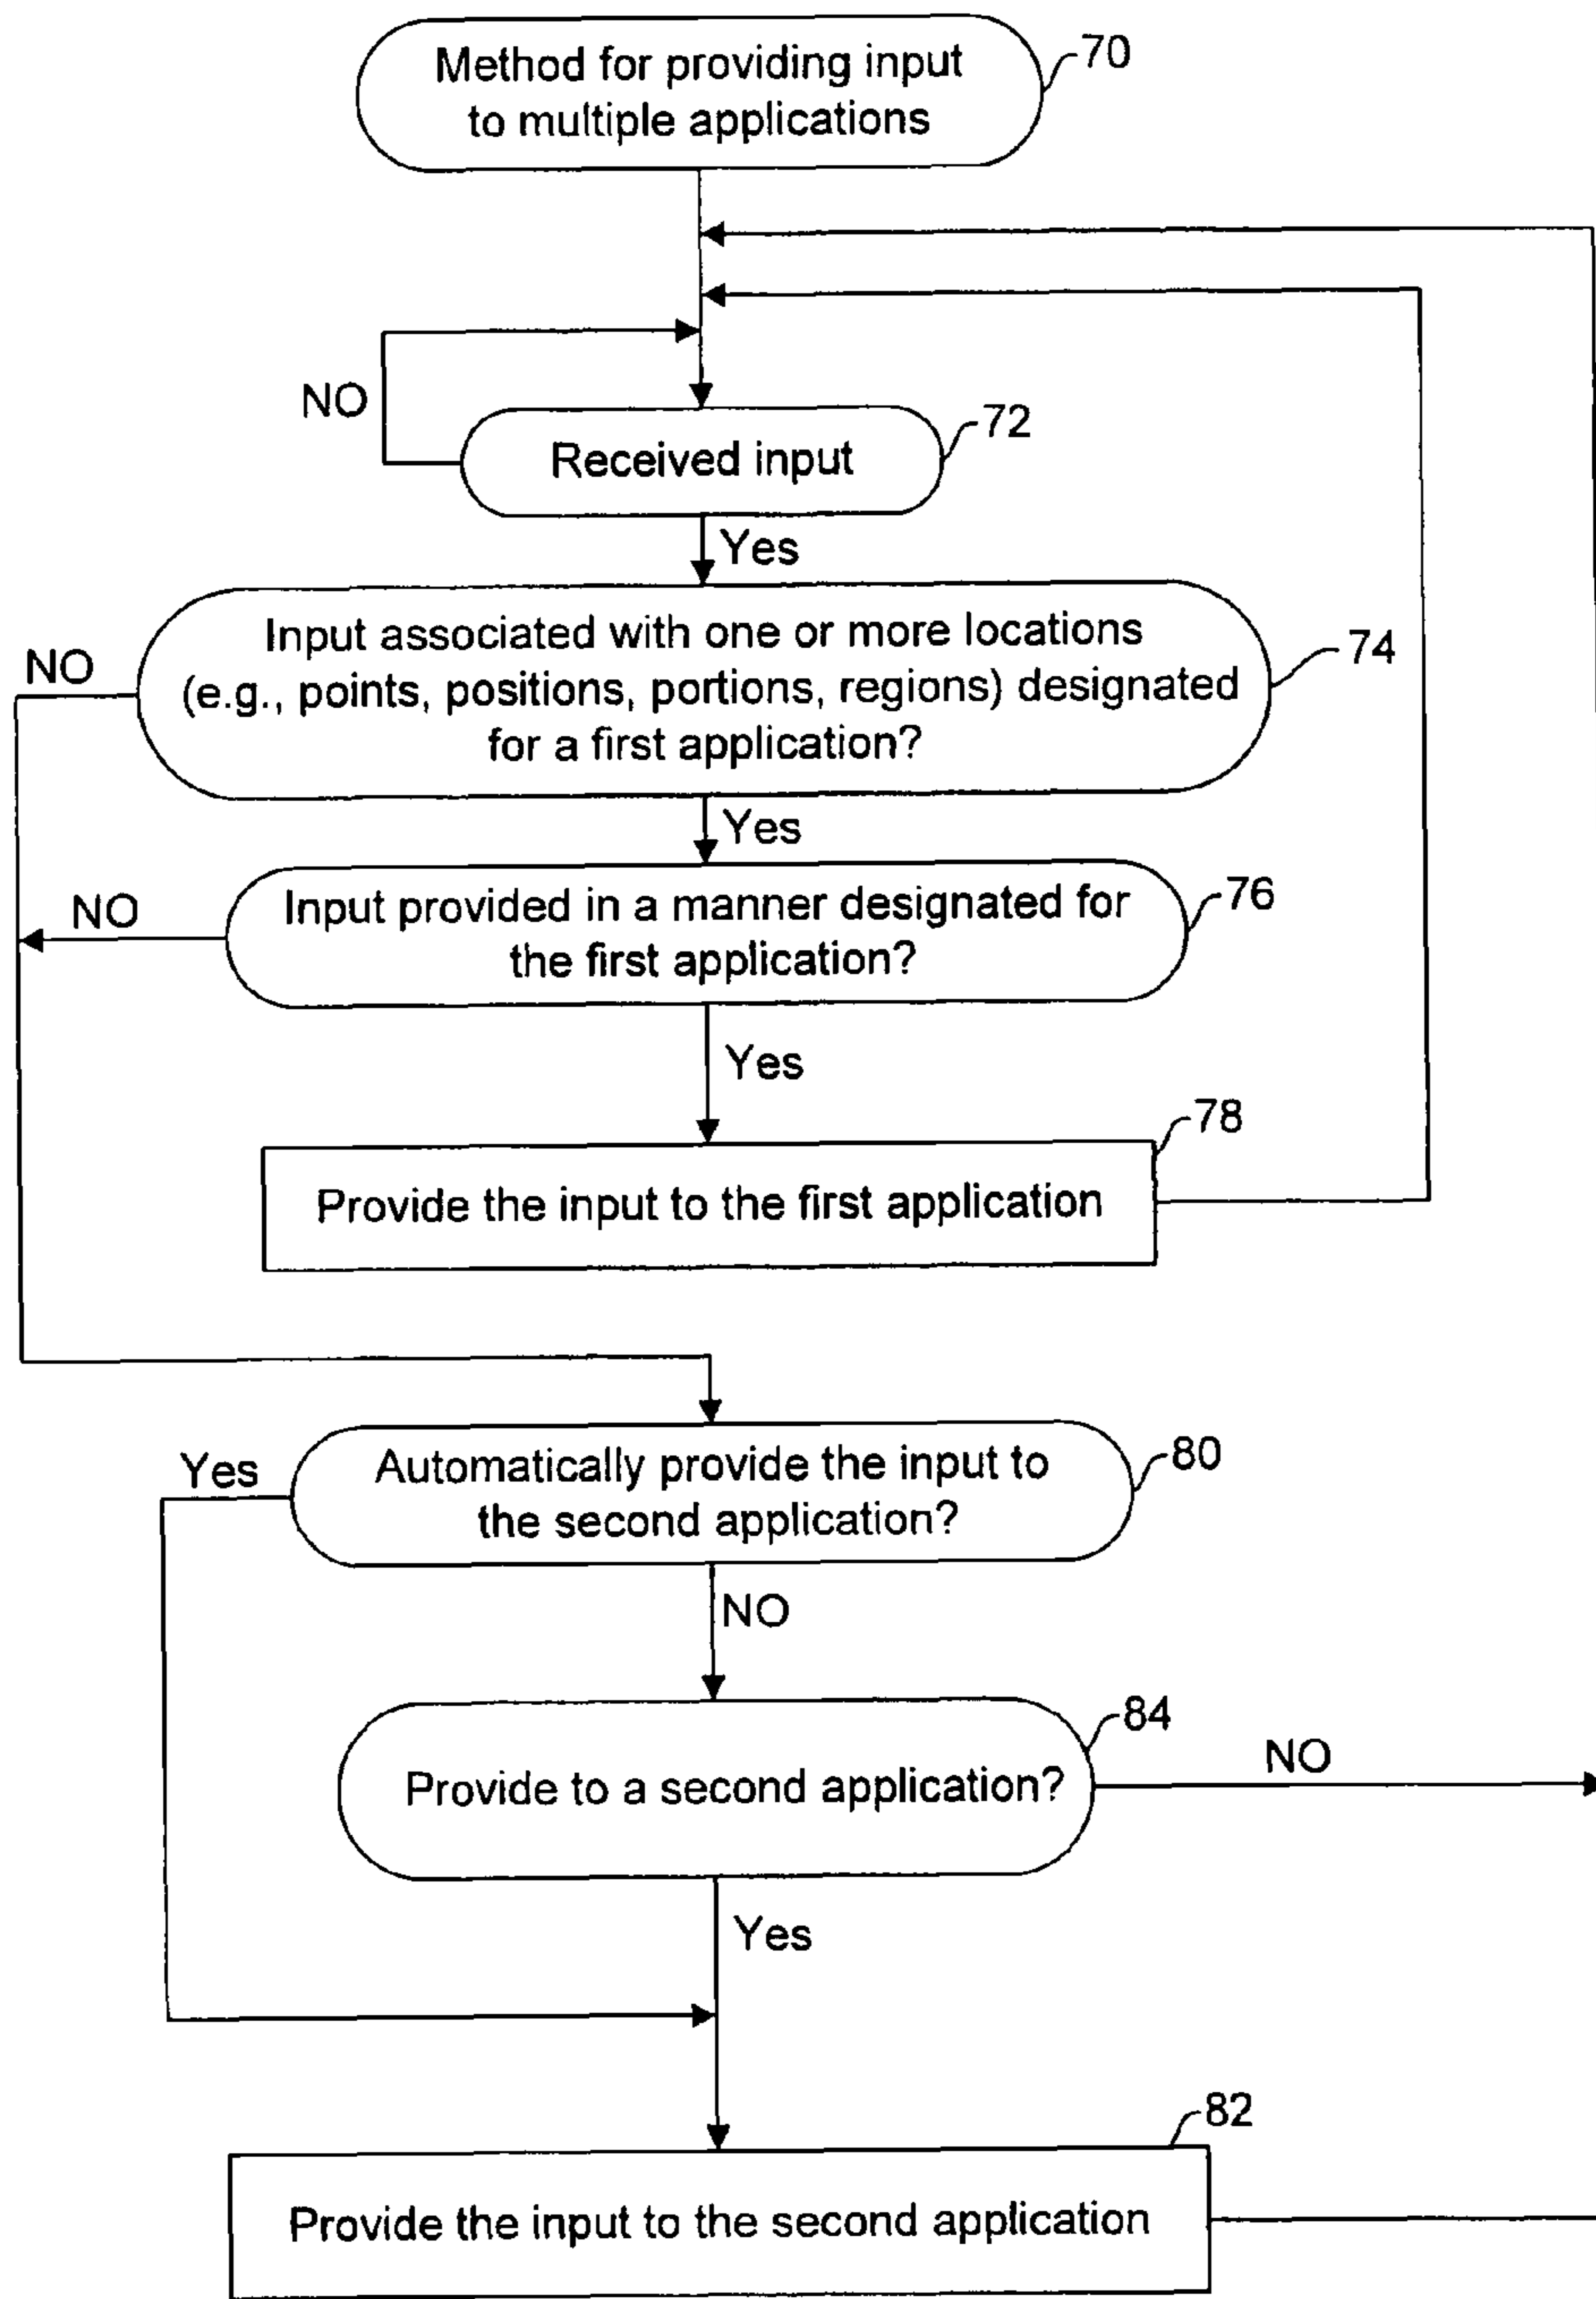 Method for providing input
to multiple applications
70
NO
Received input
72
Yes
Input associated with one or more locations
(e.g., points, positions, portions, regions) designated
for a first application?
74
NO
Yes
Input provided in a manner designated for
the first application?
76
NO
Yes
78
Provide the input to the first application
Yes
Automatically provide the input to
the second application?
80
NO
84
Provide to a second application?
NO
Yes
82
Provide the input to the second application